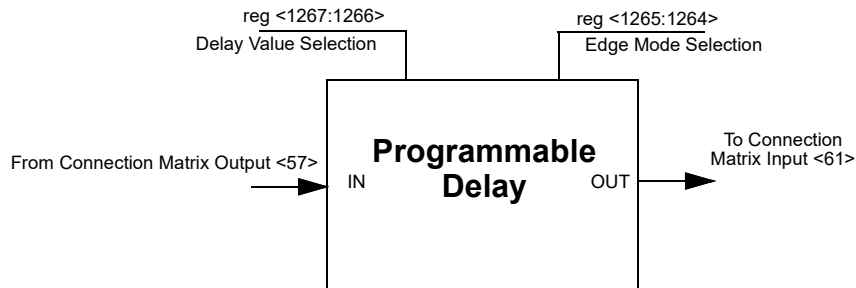 reg <1267:1266>
Delay Value Selection
reg <1265:1264>
Edge Mode Selection
From Connection Matrix Output <57>
IN
Programmable
Delay
OUT
To Connection
Matrix Input <61>